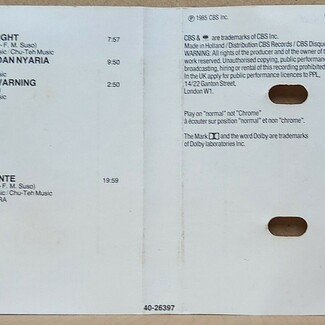 GHT 7:57
- F. M. Suso)
sic / Chu-Teh Music
DAN NYARIA 9:50
sic
WARNING 2:50
sic
NTE 19:59
- F. M. Suso)
sic / Chu-Teh Music
RA
℗ 1985 CBS Inc.
CBS & are trademarks of CBS Inc.
Made in Holland / Distribution CBS Records / CBS Disque
WARNING: All rights of the producer and of the owner of the
work reserved. Unauthorised copying, public performance
broadcasting, hiring or rental of this recording prohibited
In the UK apply for public performance licences to PPL,
14/22 Ganton Street,
London W1.
Play on "normal" not "Chrome"
à écouter sur position "normal" et non "chrome".
The Mark and the word Dolby are trademarks
of Dolby laboratories Inc.
40-26397